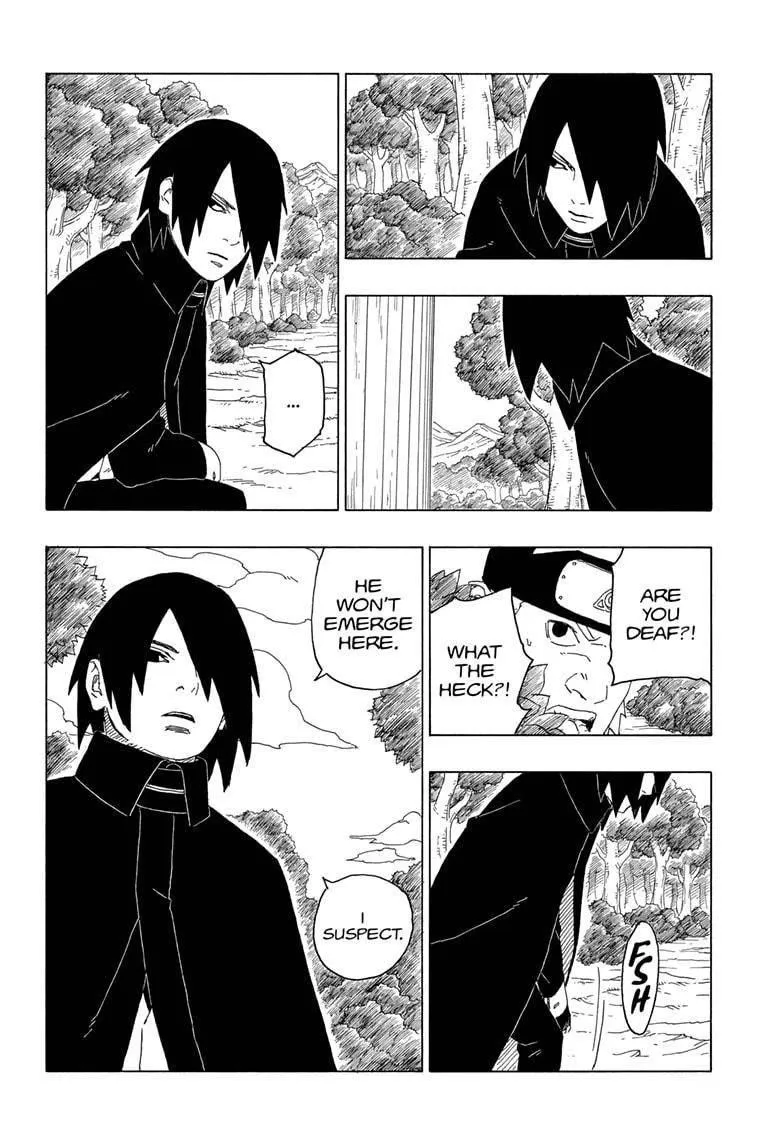 ...
ARE
YOU
DEAF?!
WHAT
THE
HECK?!
FSH
HE
WON'T
EMERGE
HERE.
I
SUSPECT.